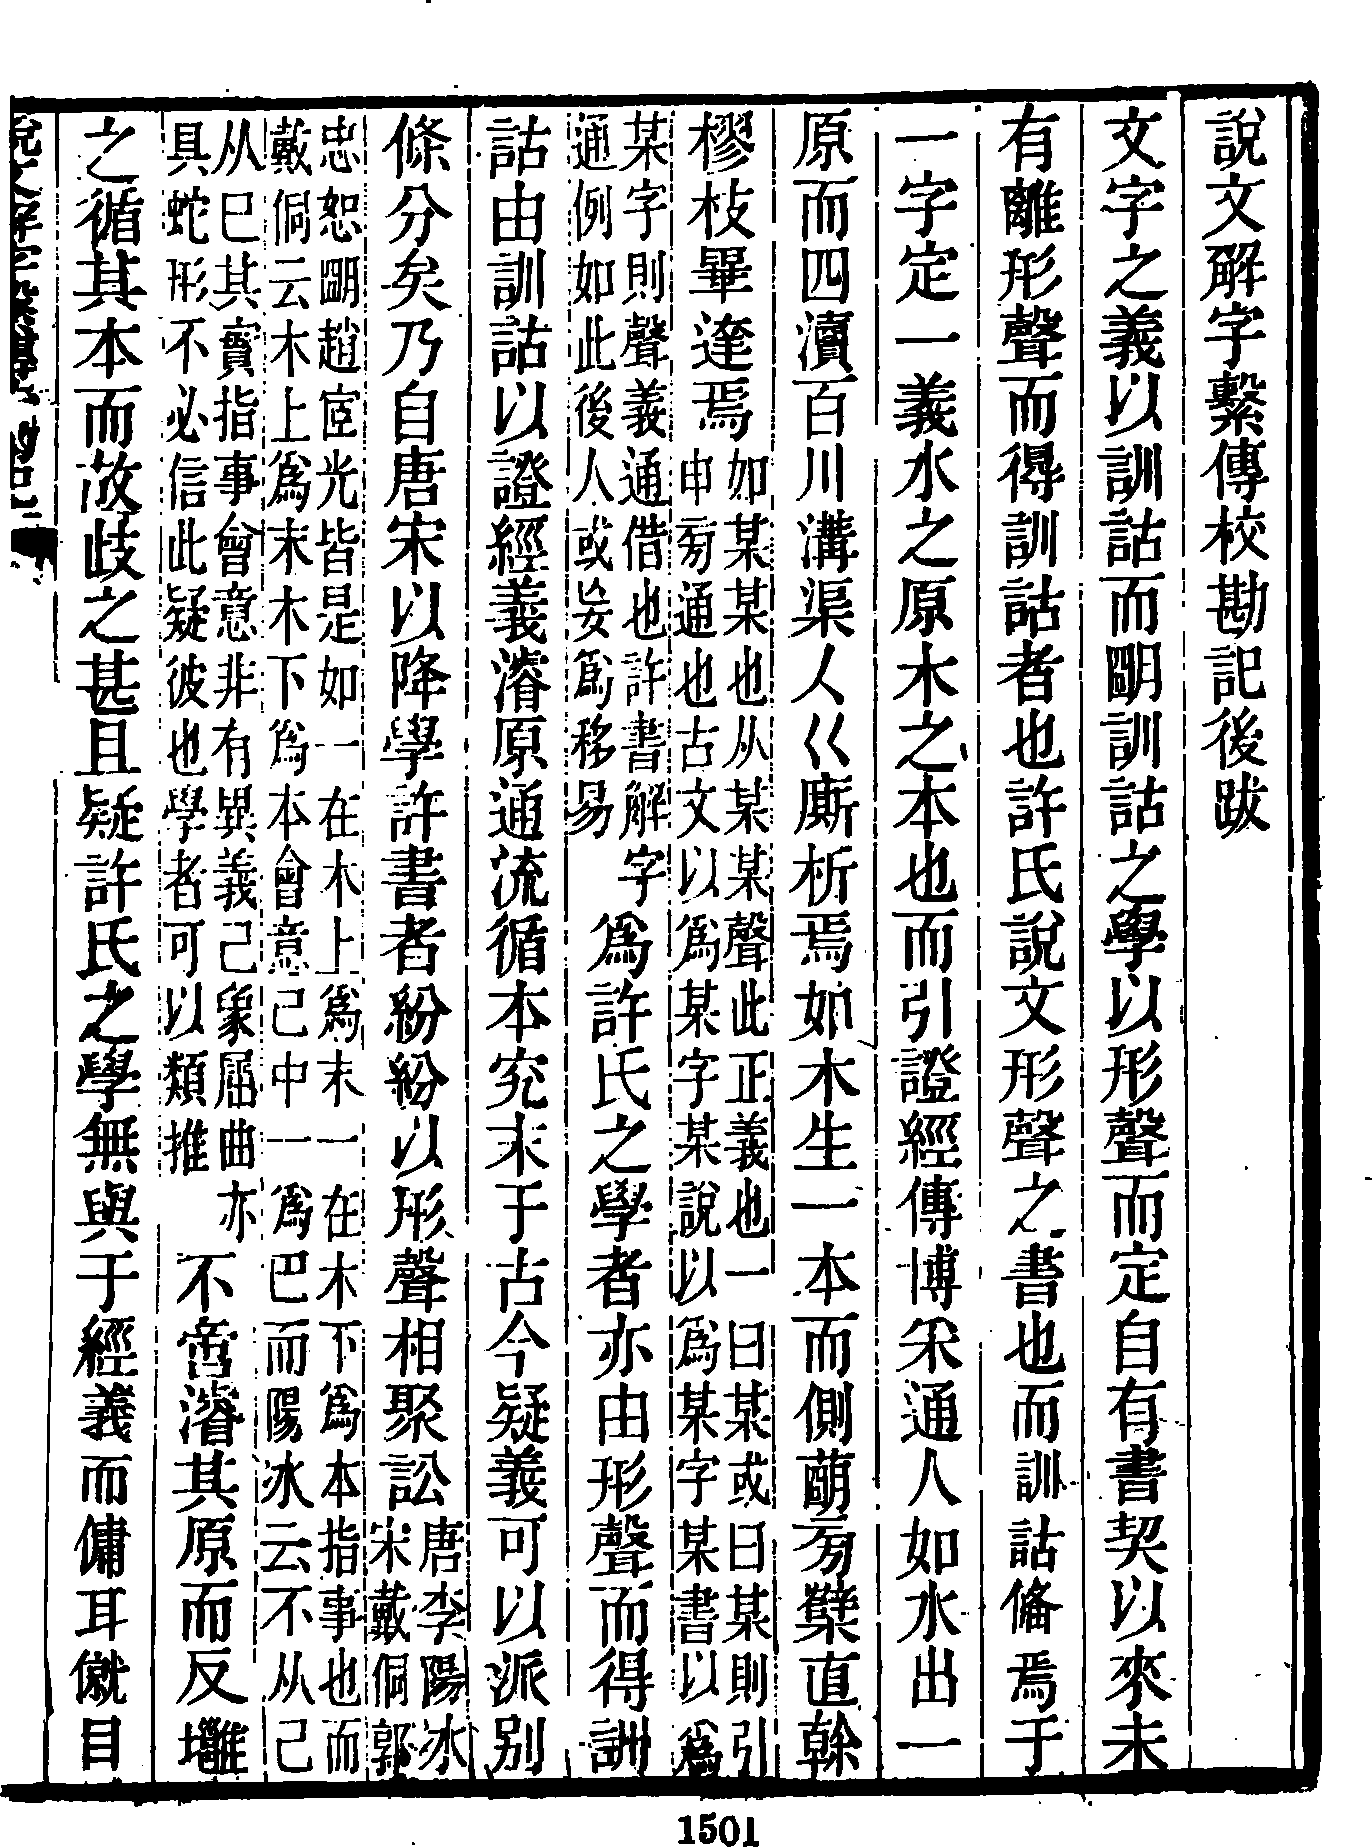 說文解字繫傳校勘記後跋
文字之義以訓詁而朙訓詁之學以形聲而定自有書契以來未
有離形聲而得訓詁者也許氏說文形聲之書也而訓詁備焉于
一字定一義水之原木之本也而引證經傳博采通人如水出一
原而四瀆百川溝渠人巜廝析焉如木生一本而側萠㫄櫱直榦
樛枝畢達焉
如某某也从某某聲此正義也一曰某或曰某則引
申㫄通也古文以爲某字某說以爲某字某書以爲
某字則聲義通借也許書解字
通例如此後人或妄爲移易
爲許氏之學者亦由形聲而得訓
詁由訓詁以證經義濬原通流循本究末于古今疑義可以派别
條分矣乃自唐宋以降學許書者紛紛以形聲相聚訟
唐李陽冰
宋戴侗郭
忠恕朙趙宧光皆是如一在木上爲末一在木下爲本指事也而
戴侗云木上爲末木下爲本會意己中一爲巴而陽冰云不从己
从巳其實指事會意非有異義己象屈曲亦
具蛇形不必信此疑彼也學者可以類推
不啻濬其原而反壅
之循其本而故歧之甚且疑許氏之學無與于經義而傭耳僦目
說文解字繫傳
1501